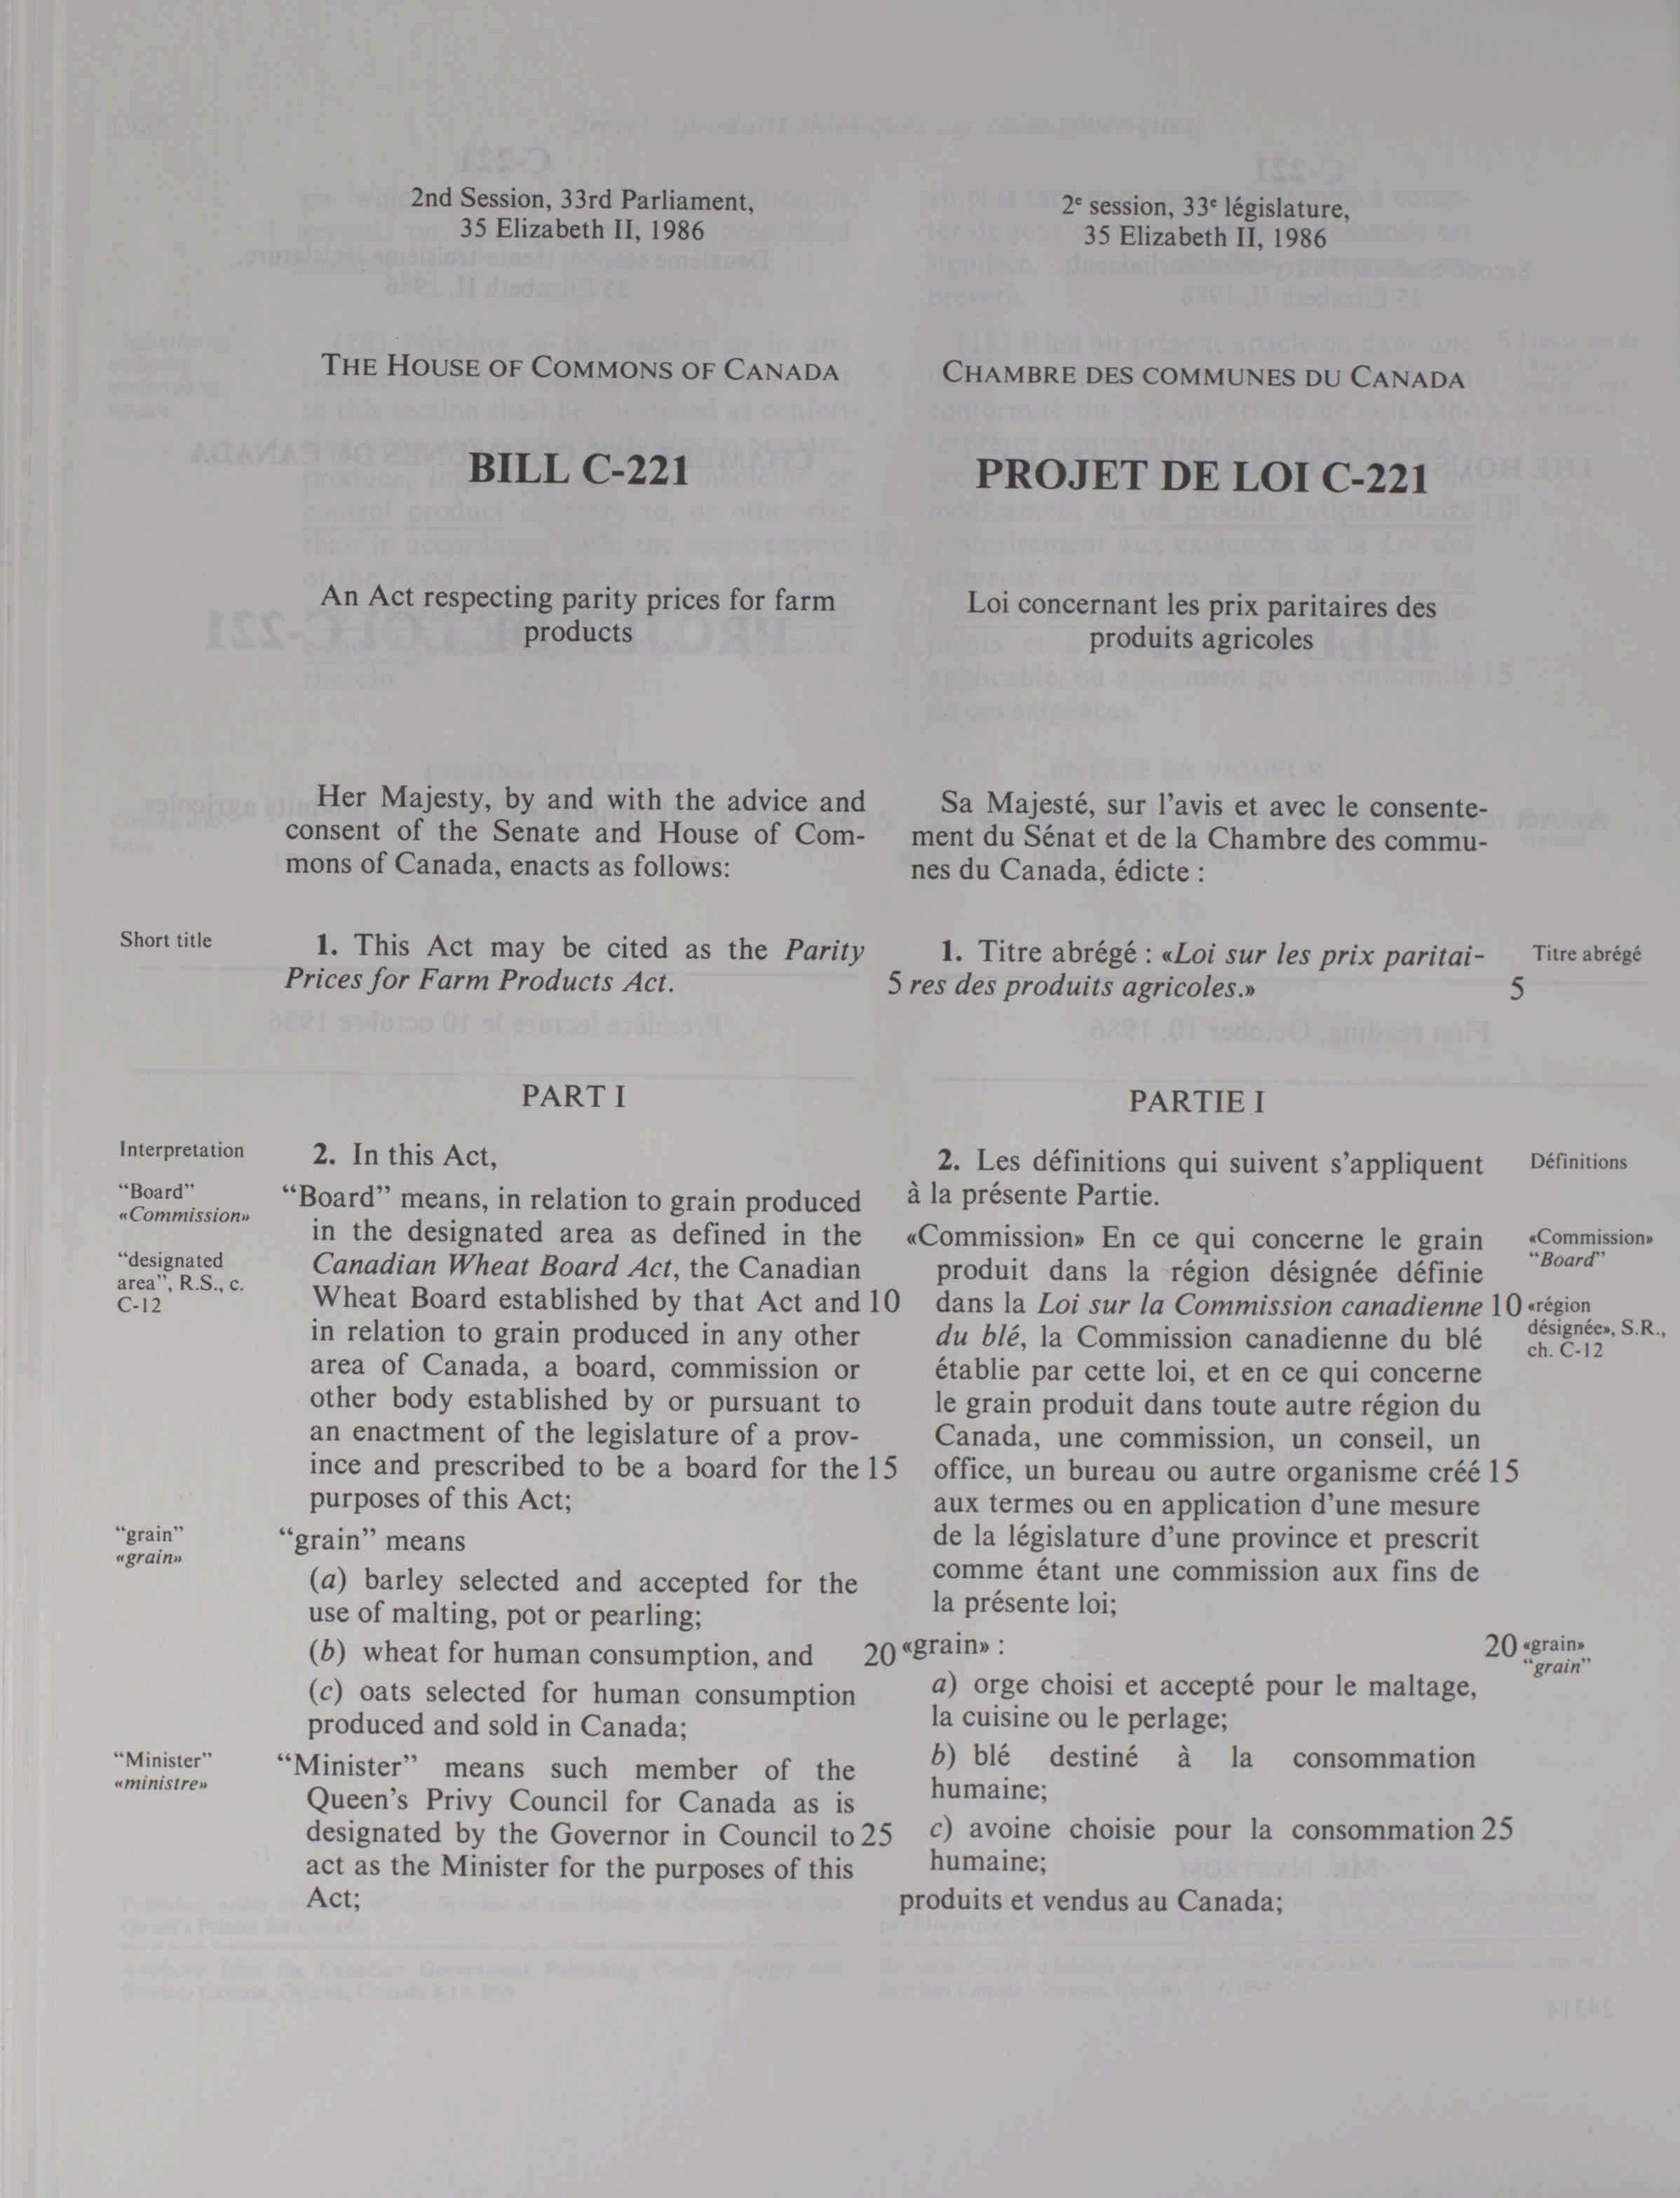 2nd Session, 33rd Parliament,
35 Elizabeth II, 1986
THE HOUSE OF COMMONS OF CANADA
BILL C-221
An Act respecting parity prices for farm
products
Her Majesty, by and with the advice and
consent of the Senate and House of Com-
mons of Canada, enacts as follows:
Short title
1. This Act may be cited as the Parity
Prices for Farm Products Act. 5
PART I
Interpretation
2. In this Act,
“Board”
«Commission»
“designated
area”, R.S., c.
C-12
“Board” means, in relation to grain produced
in the designated area as defined in the
Canadian Wheat Board Act, the Canadian
Wheat Board established by that Act and 10
in relation to grain produced in any other
area of Canada, a board, commission or
other body established by or pursuant to
an enactment of the legislature of a prov-
ince and prescribed to be a board for the 15
purposes of this Act;
“grain”
«grain»
“grain” means
(a) barley selected and accepted for the
use of malting, pot or pearling;
(b) wheat for human consumption, and 20
(c) oats selected for human consumption
produced and sold in Canada;
“Minister”
«ministre»
“Minister” means such member of the
Queen’s Privy Council for Canada as is
designated by the Governor in Council to 25
act as the Minister for the purposes of this
Act;
2e session, 33e législature,
35 Elizabeth II, 1986
CHAMBRE DES COMMUNES DU CANADA
PROJET DE LOI C-221
Loi concernant les prix paritaires des
produits agricoles
Sa Majesté, sur l’avis et avec le consente-
ment du Sénat et de la Chambre des commu-
nes du Canada, édicte :
1. Titre abrégé : «Loi sur les prix paritai-
res des produits agricoles.» 5
Titre abrégé
PARTIE I
2. Les définitions qui suivent s’appliquent
à la présente Partie.
Définitions
«Commission» En ce qui concerne le grain
produit dans la région désignée définie
dans la Loi sur la Commission canadienne 10
du blé, la Commission canadienne du blé
établie par cette loi, et en ce qui concerne
le grain produit dans toute autre région du
Canada, une commission, un conseil, un
office, un bureau ou autre organisme créé 15
aux termes ou en application d’une mesure
de la législature d’une province et prescrit
comme étant une commission aux fins de
la présente loi;
«Commission»
“Board”
«région
désignée», S.R.,
ch. C-12
«grain» : 20
a) orge choisi et accepté pour le maltage,
la cuisine ou le perlage;
b) blé destiné à la consommation
humaine;
c) avoine choisie pour la consommation 25
humaine;
produits et vendus au Canada;
«grain»
“grain”